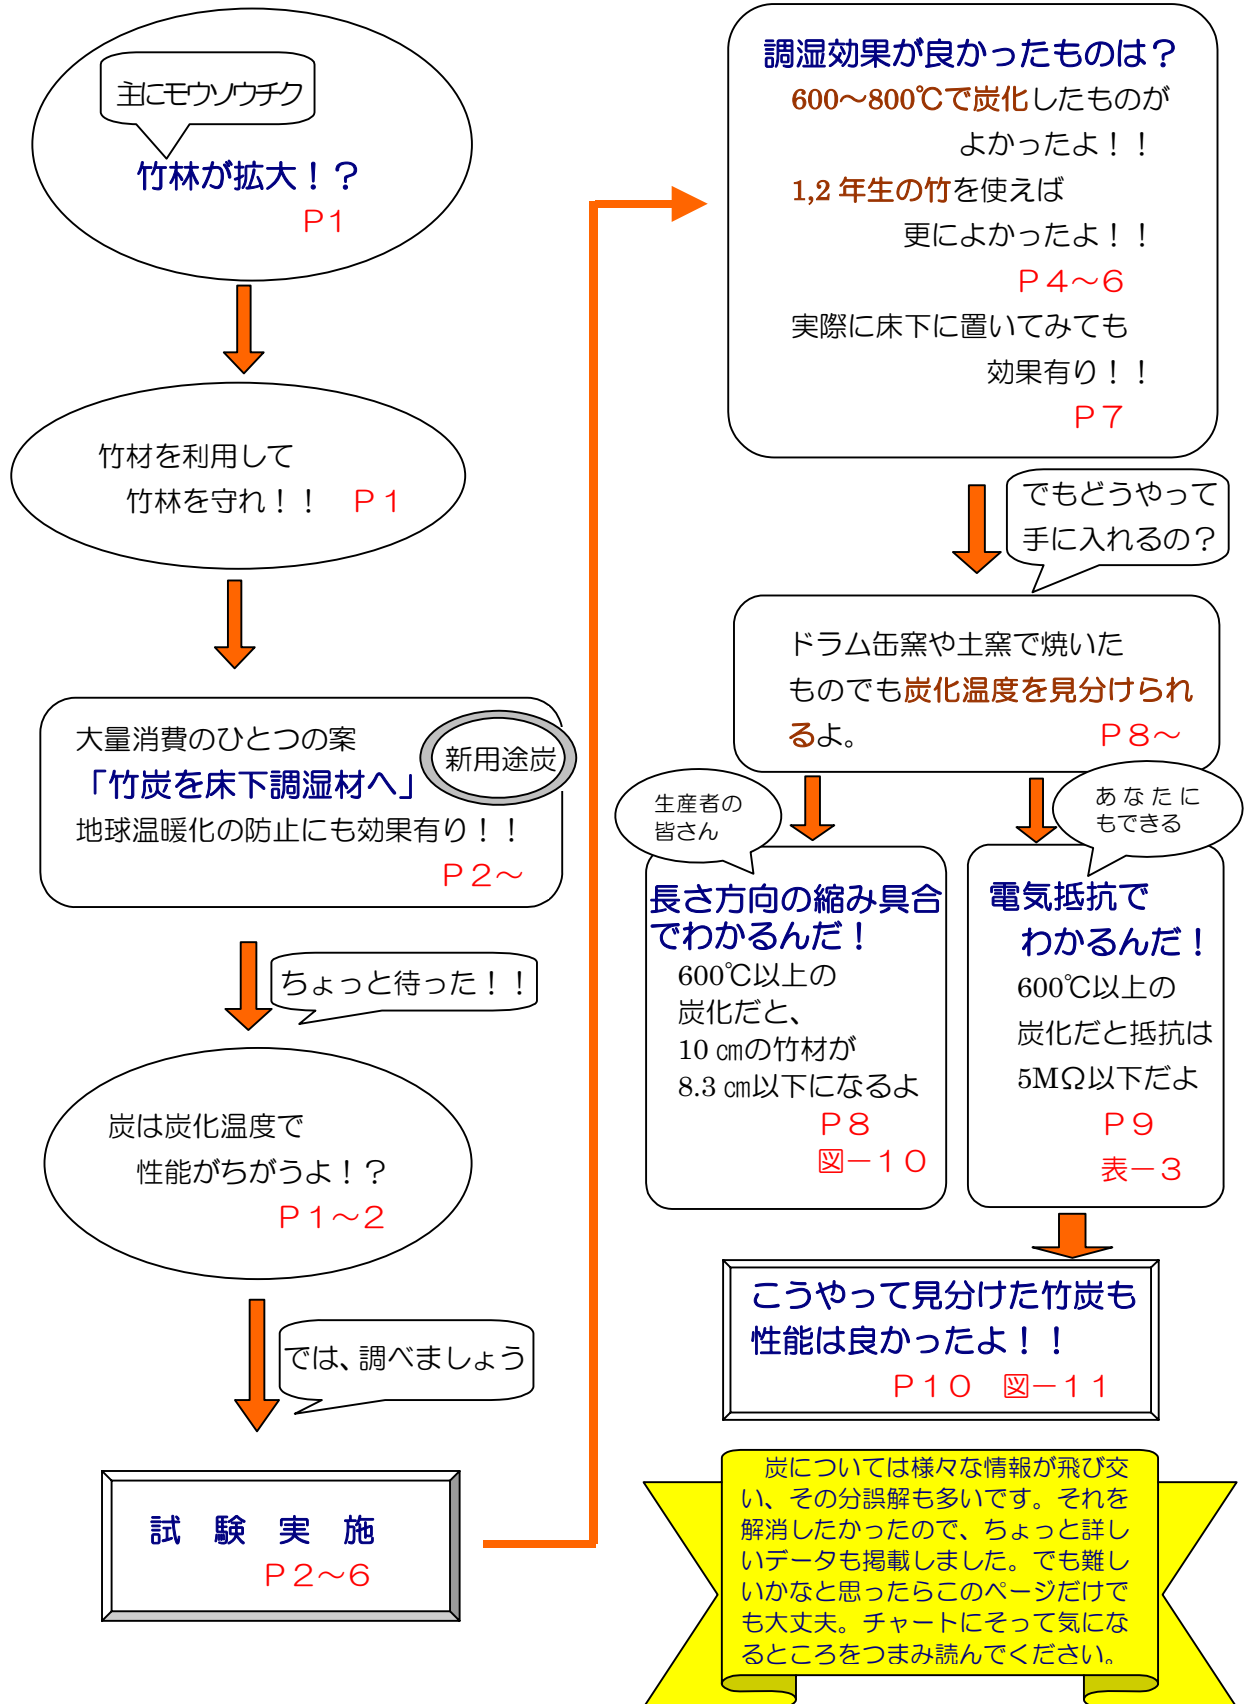 主にモウソウチク
竹林が拡大！？
P1
竹材を利用して
竹林を守れ！！　P１
大量消費のひとつの案
「竹炭を床下調湿材へ」
新用途炭
地球温暖化の防止にも効果有り！！
P２～
ちょっと待った！！
炭は炭化温度で
性能がちがうよ！？
P１～2
では、調べましょう
試　験　実　施
P２～6
調湿効果が良かったものは？
600～800℃で炭化したものが
よかったよ！！
1,2 年生の竹を使えば
更によかったよ！！
P４～6
実際に床下に置いてみても
効果有り！！
P７
でもどうやって
手に入れるの？
ドラム缶窯や土窯で焼いた
ものでも炭化温度を見分けられ
るよ。
P８～
生産者の
皆さん
長さ方向の縮み具合
でわかるんだ！
600℃以上の
炭化だと、
10 ㎝の竹材が
8.3 ㎝以下になるよ
P８
図－１０
あなたに
もできる
電気抵抗で
わかるんだ！
600℃以上の
炭化だと抵抗は
5MΩ以下だよ
P９
表－３
こうやって見分けた竹炭も
性能は良かったよ！！
P１０　図－１１
炭については様々な情報が飛び交
い、その分誤解も多いです。それを
解消したかったので、ちょっと詳し
いデータも掲載しました。でも難し
いかなと思ったらこのページだけで
も大丈夫。チャートにそって気にな
るところをつまみ読んでください。